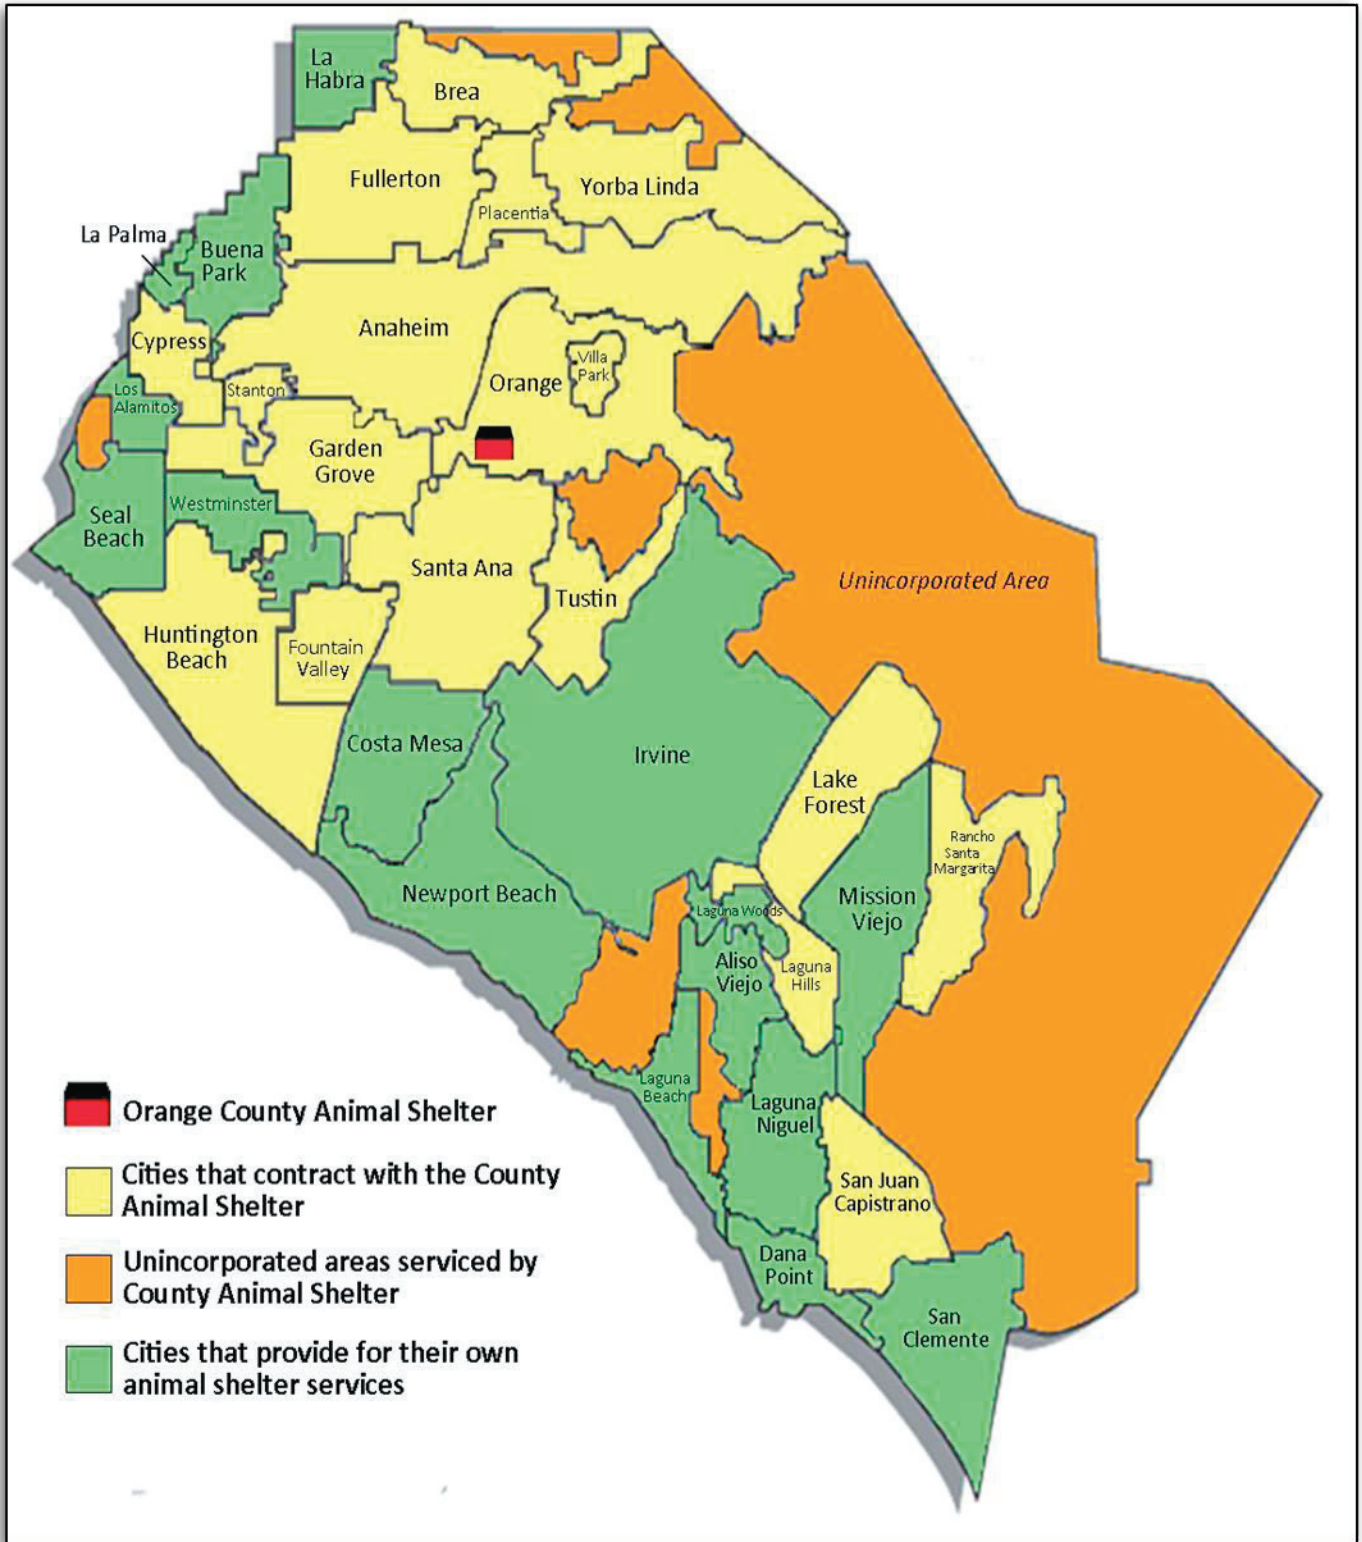 La
Habra
Brea
Fullerton
Yorba Linda
Placentia
La Palma
Buena
Park
Anaheim
Cypress
Villa
Park
Orange
Stanton
Los
Alamitos
Garden
Grove
Westminster
Seal
Beach
Santa Ana
Unincorporated Area
Tustin
Huntington
Beach
Fountain
Valley
Costa Mesa
Irvine
Lake
Forest
Rancho
Santa
Margarita
Newport Beach
Mission
Viejo
Laguna Woods
Aliso
Viejo
Laguna
Hills
Laguna
Beach
Laguna
Niguel
San Juan
Capistrano
Dana
Point
San
Clemente
Orange County Animal Shelter
Cities that contract with the County
Animal Shelter
Unincorporated areas serviced by
County Animal Shelter
Cities that provide for their own
animal shelter services